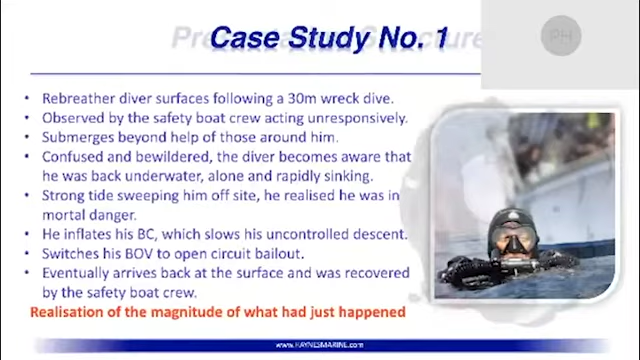 Case Study No. 1
PH
• Rebreather diver surfaces following a 30m wreck dive.
• Observed by the safety boat crew acting unresponsively.
• Submerges beyond help of those around him.
• Confused and bewildered, the diver becomes aware that
he was back underwater, alone and rapidly sinking.
• Strong tide sweeping him off site, he realised he was in
mortal danger.
• He inflates his BC, which slows his uncontrolled descent.
• Switches his BOV to open circuit bailout.
• Eventually arrives back at the surface and was recovered
by the safety boat crew.
Realisation of the magnitude of what had just happened
www.HAYNESMARINE.com